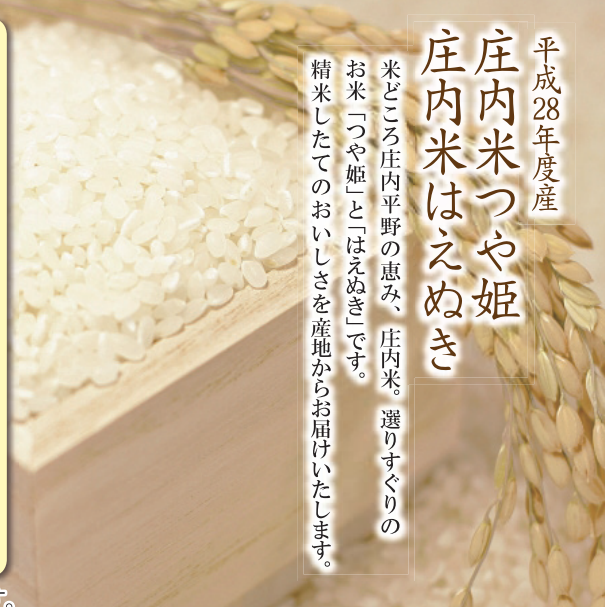 平成28年度産
庄内米つや姫
庄内米はえぬき
米どころ庄内平野の恵み、庄内米。選りすぐりの
お米「つや姫」と「はえぬき」です。
精米したてのおいしさを産地からお届けいたします。